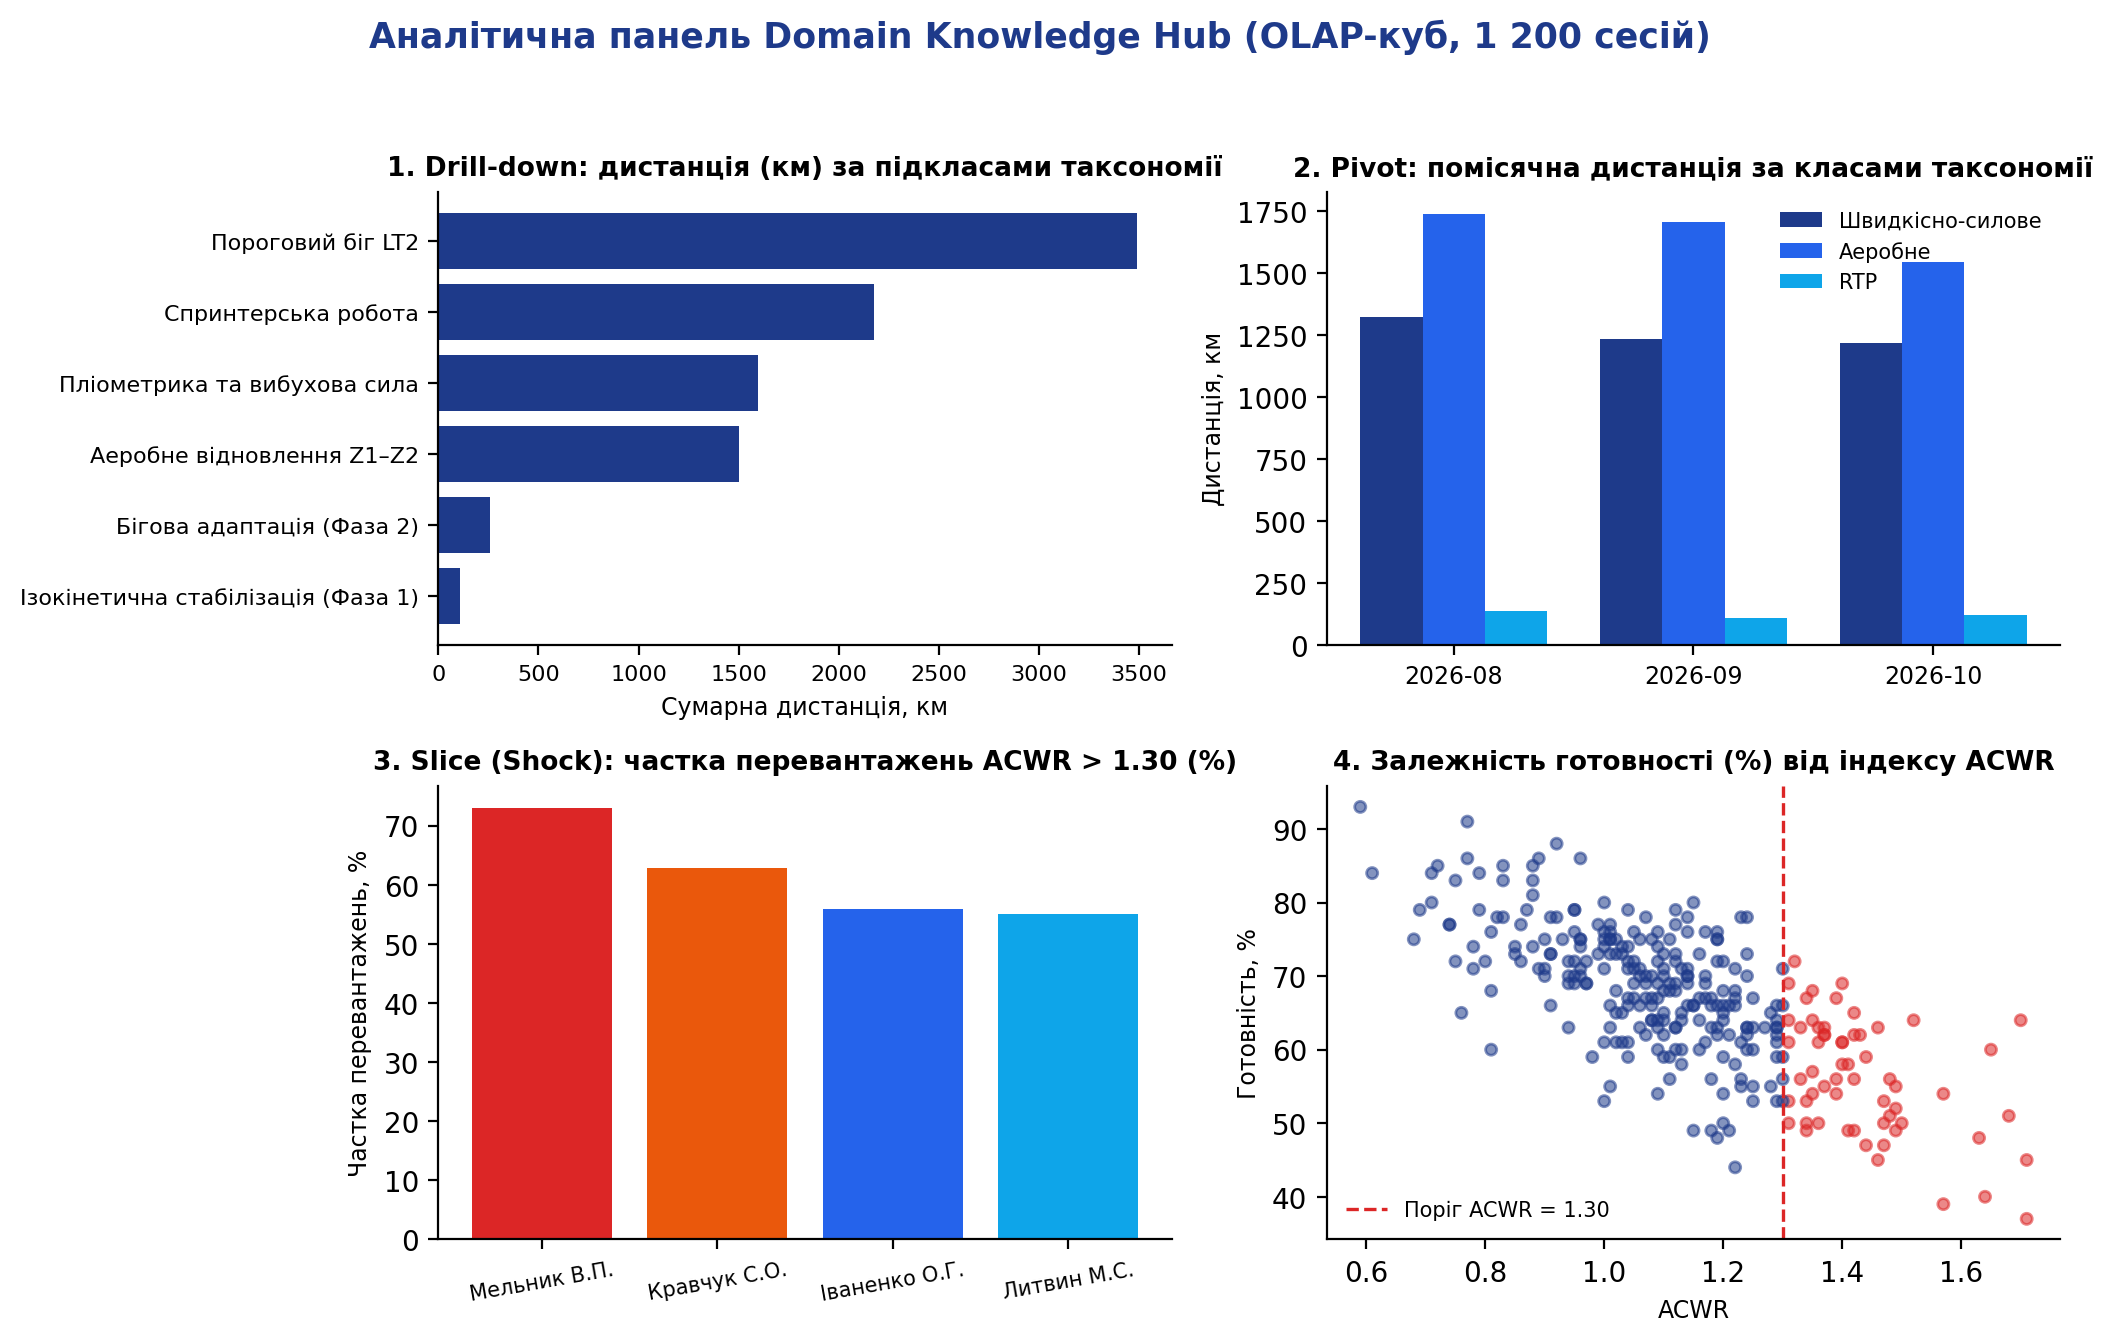 Аналітична панель Domain Knowledge Hub (OLAP-куб, 1 200 сесій)
1. Drill-down: дистанція (км) за підкласами таксономії
Пороговий біг LT2
Спринтерська робота
Пліометрика та вибухова сила
Аеробне відновлення Z1–Z2
Бігова адаптація (Фаза 2)
Ізокінетична стабілізація (Фаза 1)
0 500 1000 1500 2000 2500 3000 3500
Сумарна дистанція, км
2. Pivot: помісячна дистанція за класами таксономії
Дистанція, км
1750
1500
1250
1000
750
500
250
0
Швидкісно-силове
Аеробне
RTP
2026-08 2026-09 2026-10
3. Slice (Shock): частка перевантажень ACWR > 1.30 (%)
Частка перевантажень, %
70
60
50
40
30
20
10
0
Мельник В.П. Кравчук С.О. Іваненко О.Г. Литвин М.С.
4. Залежність готовності (%) від індексу ACWR
Готовність, %
90
80
70
60
50
40
Поріг ACWR = 1.30
0.6 0.8 1.0 1.2 1.4 1.6
ACWR